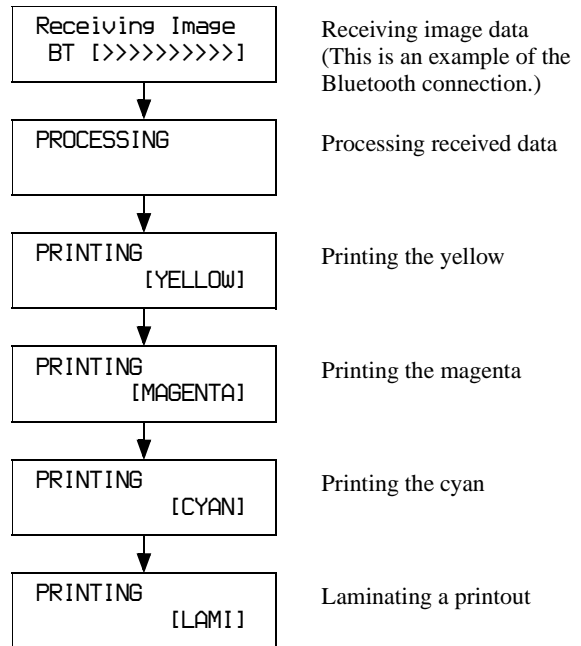 Receiving Image
BT [>>>>>>>>>>]
Receiving image data
(This is an example of the
Bluetooth connection.)
PROCESSING
Processing received data
PRINTING
[YELLOW]
Printing the yellow
PRINTING
[MAGENTA]
Printing the magenta
PRINTING
[CYAN]
Printing the cyan
PRINTING
[LAMI]
Laminating a printout